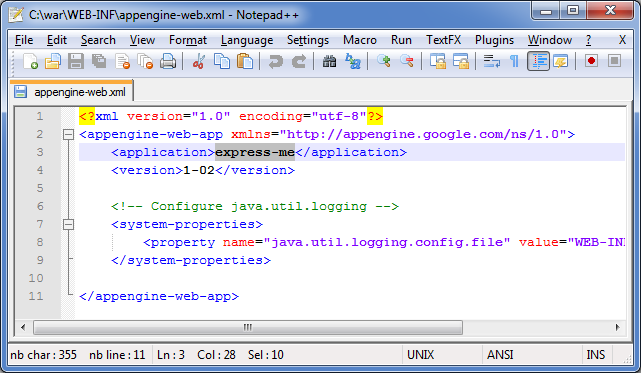 C:\war\WEB-INF\appengine-web.xml - Notepad++
File Edit Search View Format Language Settings Macro Run TextFX Plugins Window ? X
appengine-web.xml
1 <?xml version="1.0" encoding="utf-8"?>
2 <appengine-web-app xmlns="http://appengine.google.com/ns/1.0">
3 <application>express-me</application>
4 <version>1-02</version>
5
6 <!-- Configure java.util.logging -->
7 <system-properties>
8 <property name="java.util.logging.config.file" value="WEB-INF
9 </system-properties>
10
11 </appengine-web-app>
nb char : 355 nb line : 11 Ln : 3 Col : 28 Sel : 10 UNIX ANSI INS